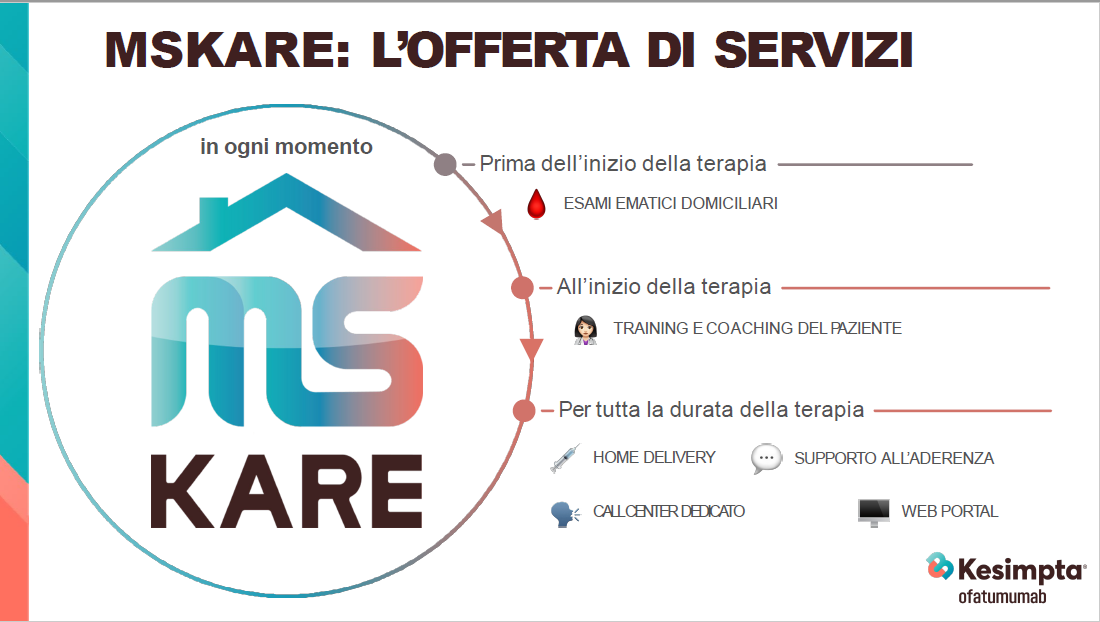 MSKARE: L’OFFERTA DI SERVIZI
in ogni momento
ms
KARE
Prima dell’inizio della terapia
ESAMI EMATICI DOMICILIARI
All’inizio della terapia
TRAINING E COACHING DEL PAZIENTE
Per tutta la durata della terapia
HOME DELIVERY
SUPPORTO ALL’ADERENZA
CALL CENTER DEDICATO
WEB PORTAL
Kesimpta®
ofatumumab